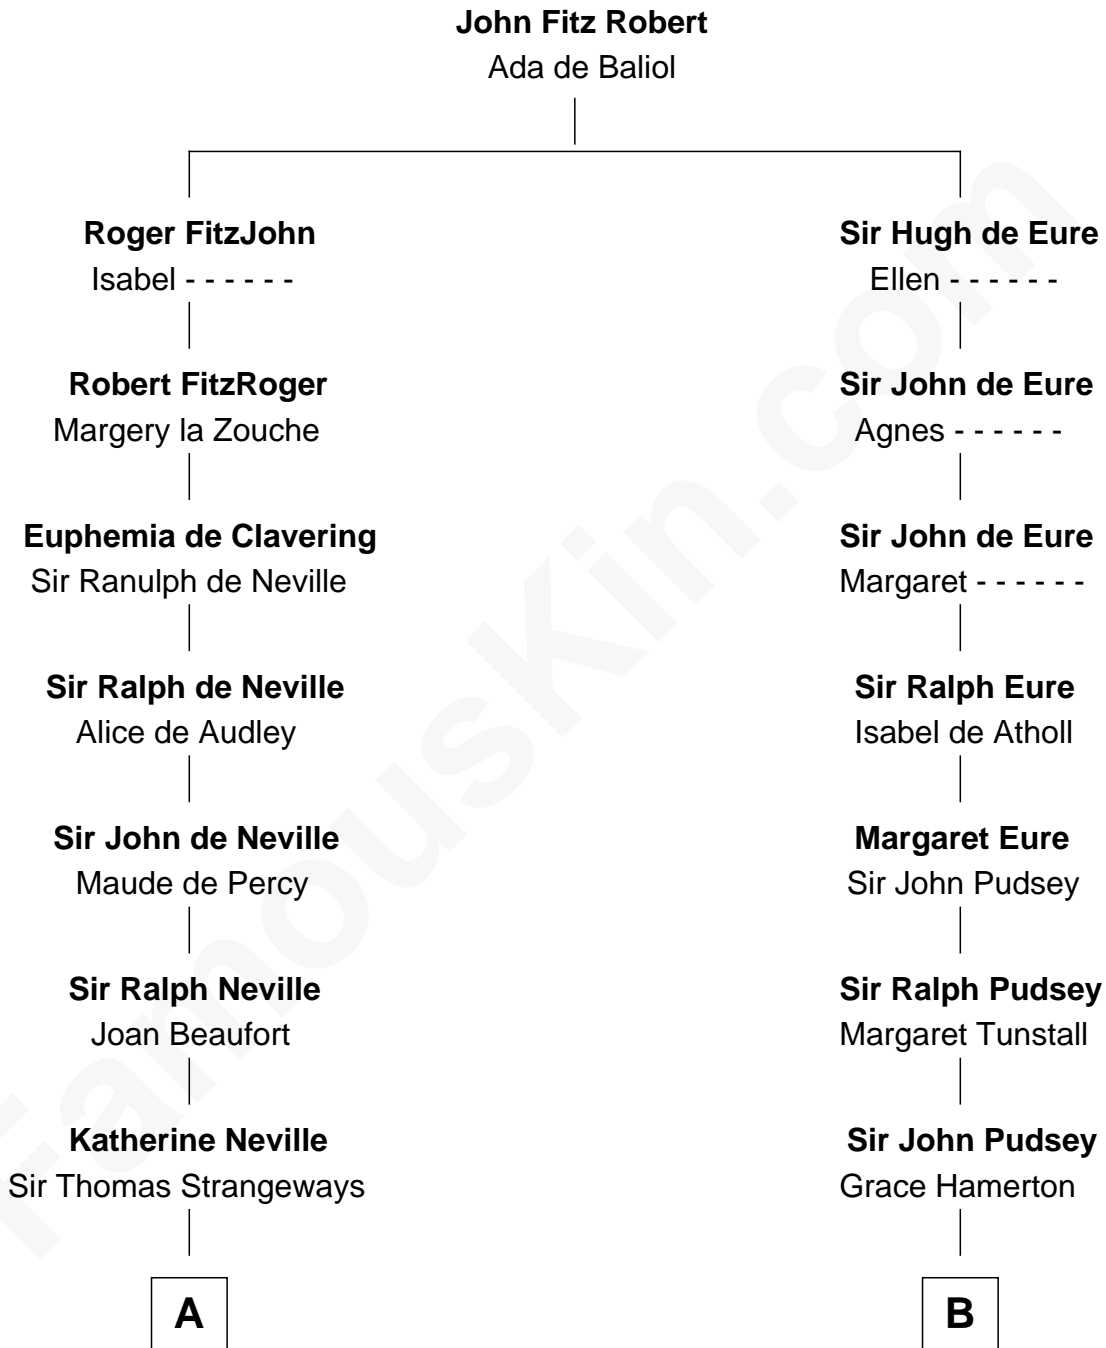 John Fitz Robert
Ada de Baliol
Roger FitzJohn
Isabel - - - - - -
Robert FitzRoger
Margery la Zouche
Euphemia de Clavering
Sir Ranulph de Neville
Sir Ralph de Neville
Alice de Audley
Sir John de Neville
Maude de Percy
Sir Ralph Neville
Joan Beaufort
Katherine Neville
Sir Thomas Strangeways
A
Sir Hugh de Eure
Ellen - - - - - -
Sir John de Eure
Agnes - - - - - -
Sir John de Eure
Margaret - - - - - -
Sir Ralph Eure
Isabel de Atholl
Margaret Eure
Sir John Pudsey
Sir Ralph Pudsey
Margaret Tunstall
Sir John Pudsey
Grace Hamerton
B
FamousKin.com